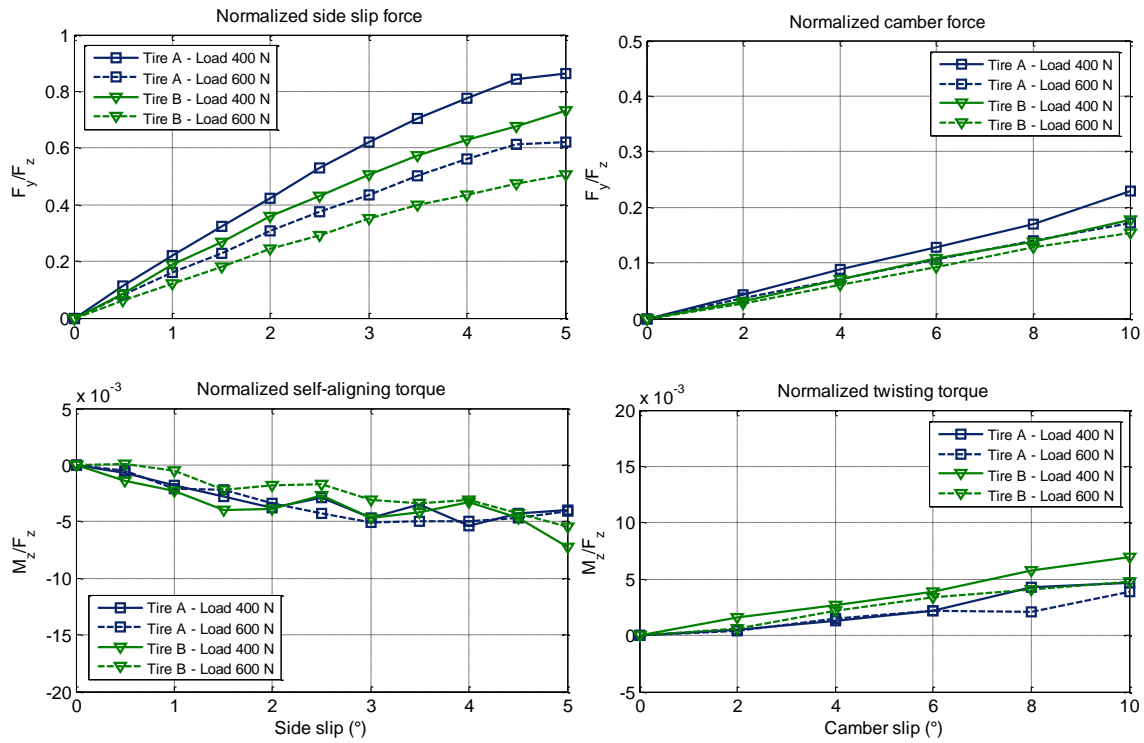 Normalized side slip force
1
0.8
0.6
0.4
0.2
0
F_y/F_z
Tire A - Load 400 N
Tire A - Load 600 N
Tire B - Load 400 N
Tire B - Load 600 N
0 1 2 3 4 5
Normalized camber force
0.5
0.4
0.3
0.2
0.1
0
F_y/F_z
Tire A - Load 400 N
Tire A - Load 600 N
Tire B - Load 400 N
Tire B - Load 600 N
0 2 4 6 8 10
Normalized self-aligning torque
x 10^-3
5
0
-5
-10
-15
-20
M_z/F_z
Tire A - Load 400 N
Tire A - Load 600 N
Tire B - Load 400 N
Tire B - Load 600 N
0 1 2 3 4 5
Side slip (°)
Normalized twisting torque
x 10^-3
20
15
10
5
0
-5
M_z/F_z
Tire A - Load 400 N
Tire A - Load 600 N
Tire B - Load 400 N
Tire B - Load 600 N
0 2 4 6 8 10
Camber slip (°)